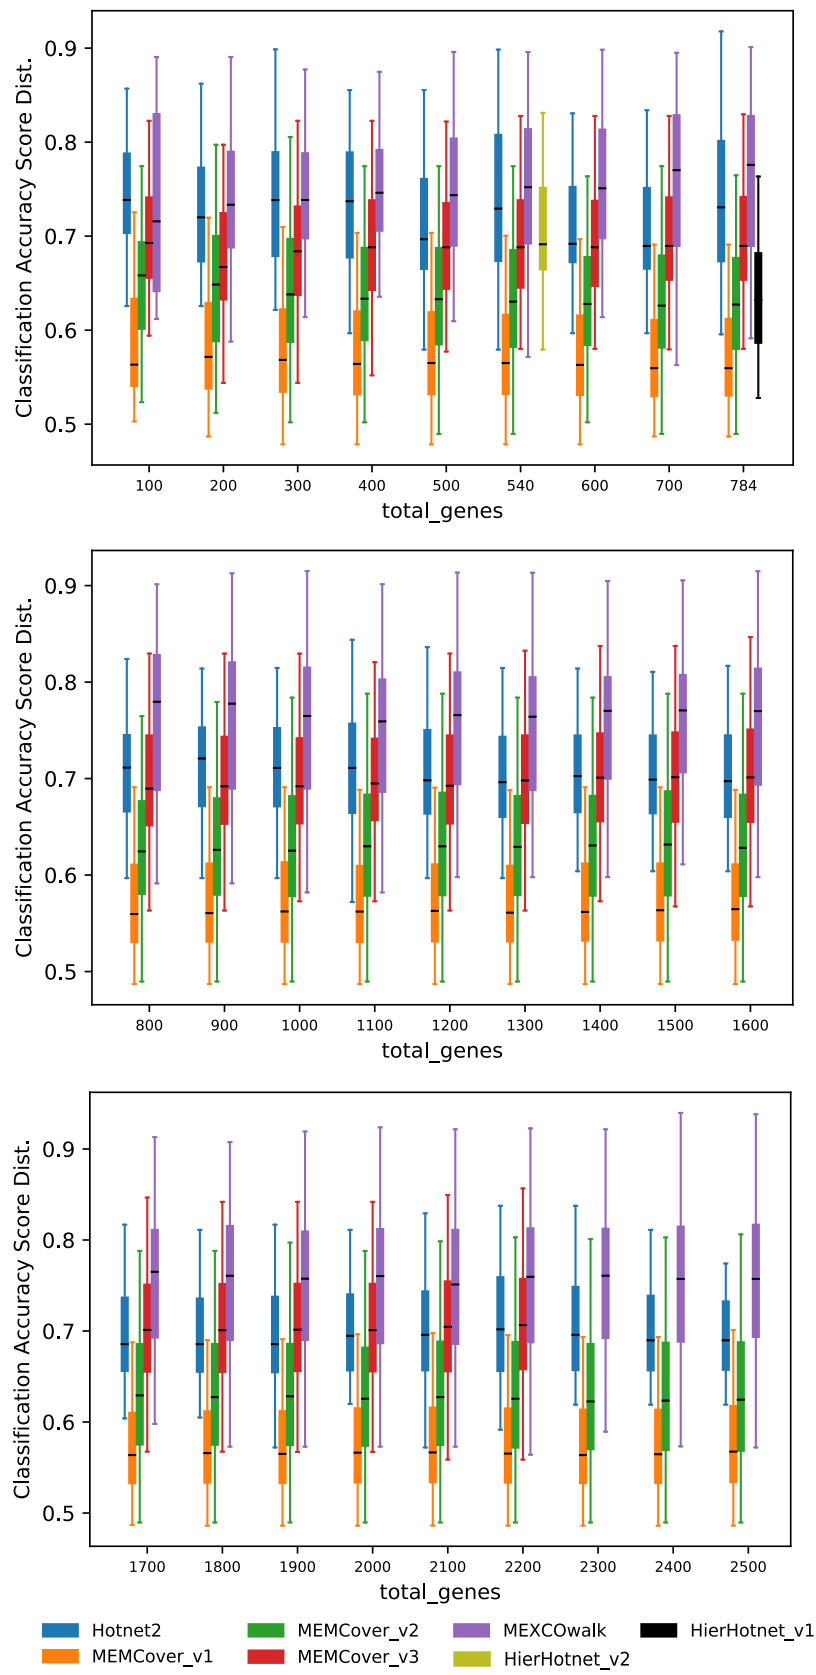 Classification Accuracy Score Dist.
0.9
0.8
0.7
0.6
0.5
100 200 300 400 500 540 600 700 784
total_genes
Classification Accuracy Score Dist.
0.9
0.8
0.7
0.6
0.5
800 900 1000 1100 1200 1300 1400 1500 1600
total_genes
Classification Accuracy Score Dist.
0.9
0.8
0.7
0.6
0.5
1700 1800 1900 2000 2100 2200 2300 2400 2500
total_genes
Hotnet2 MEMCover_v2 MEXCOwalk HierHotnet_v1
MEMCover_v1 MEMCover_v3 HierHotnet_v2